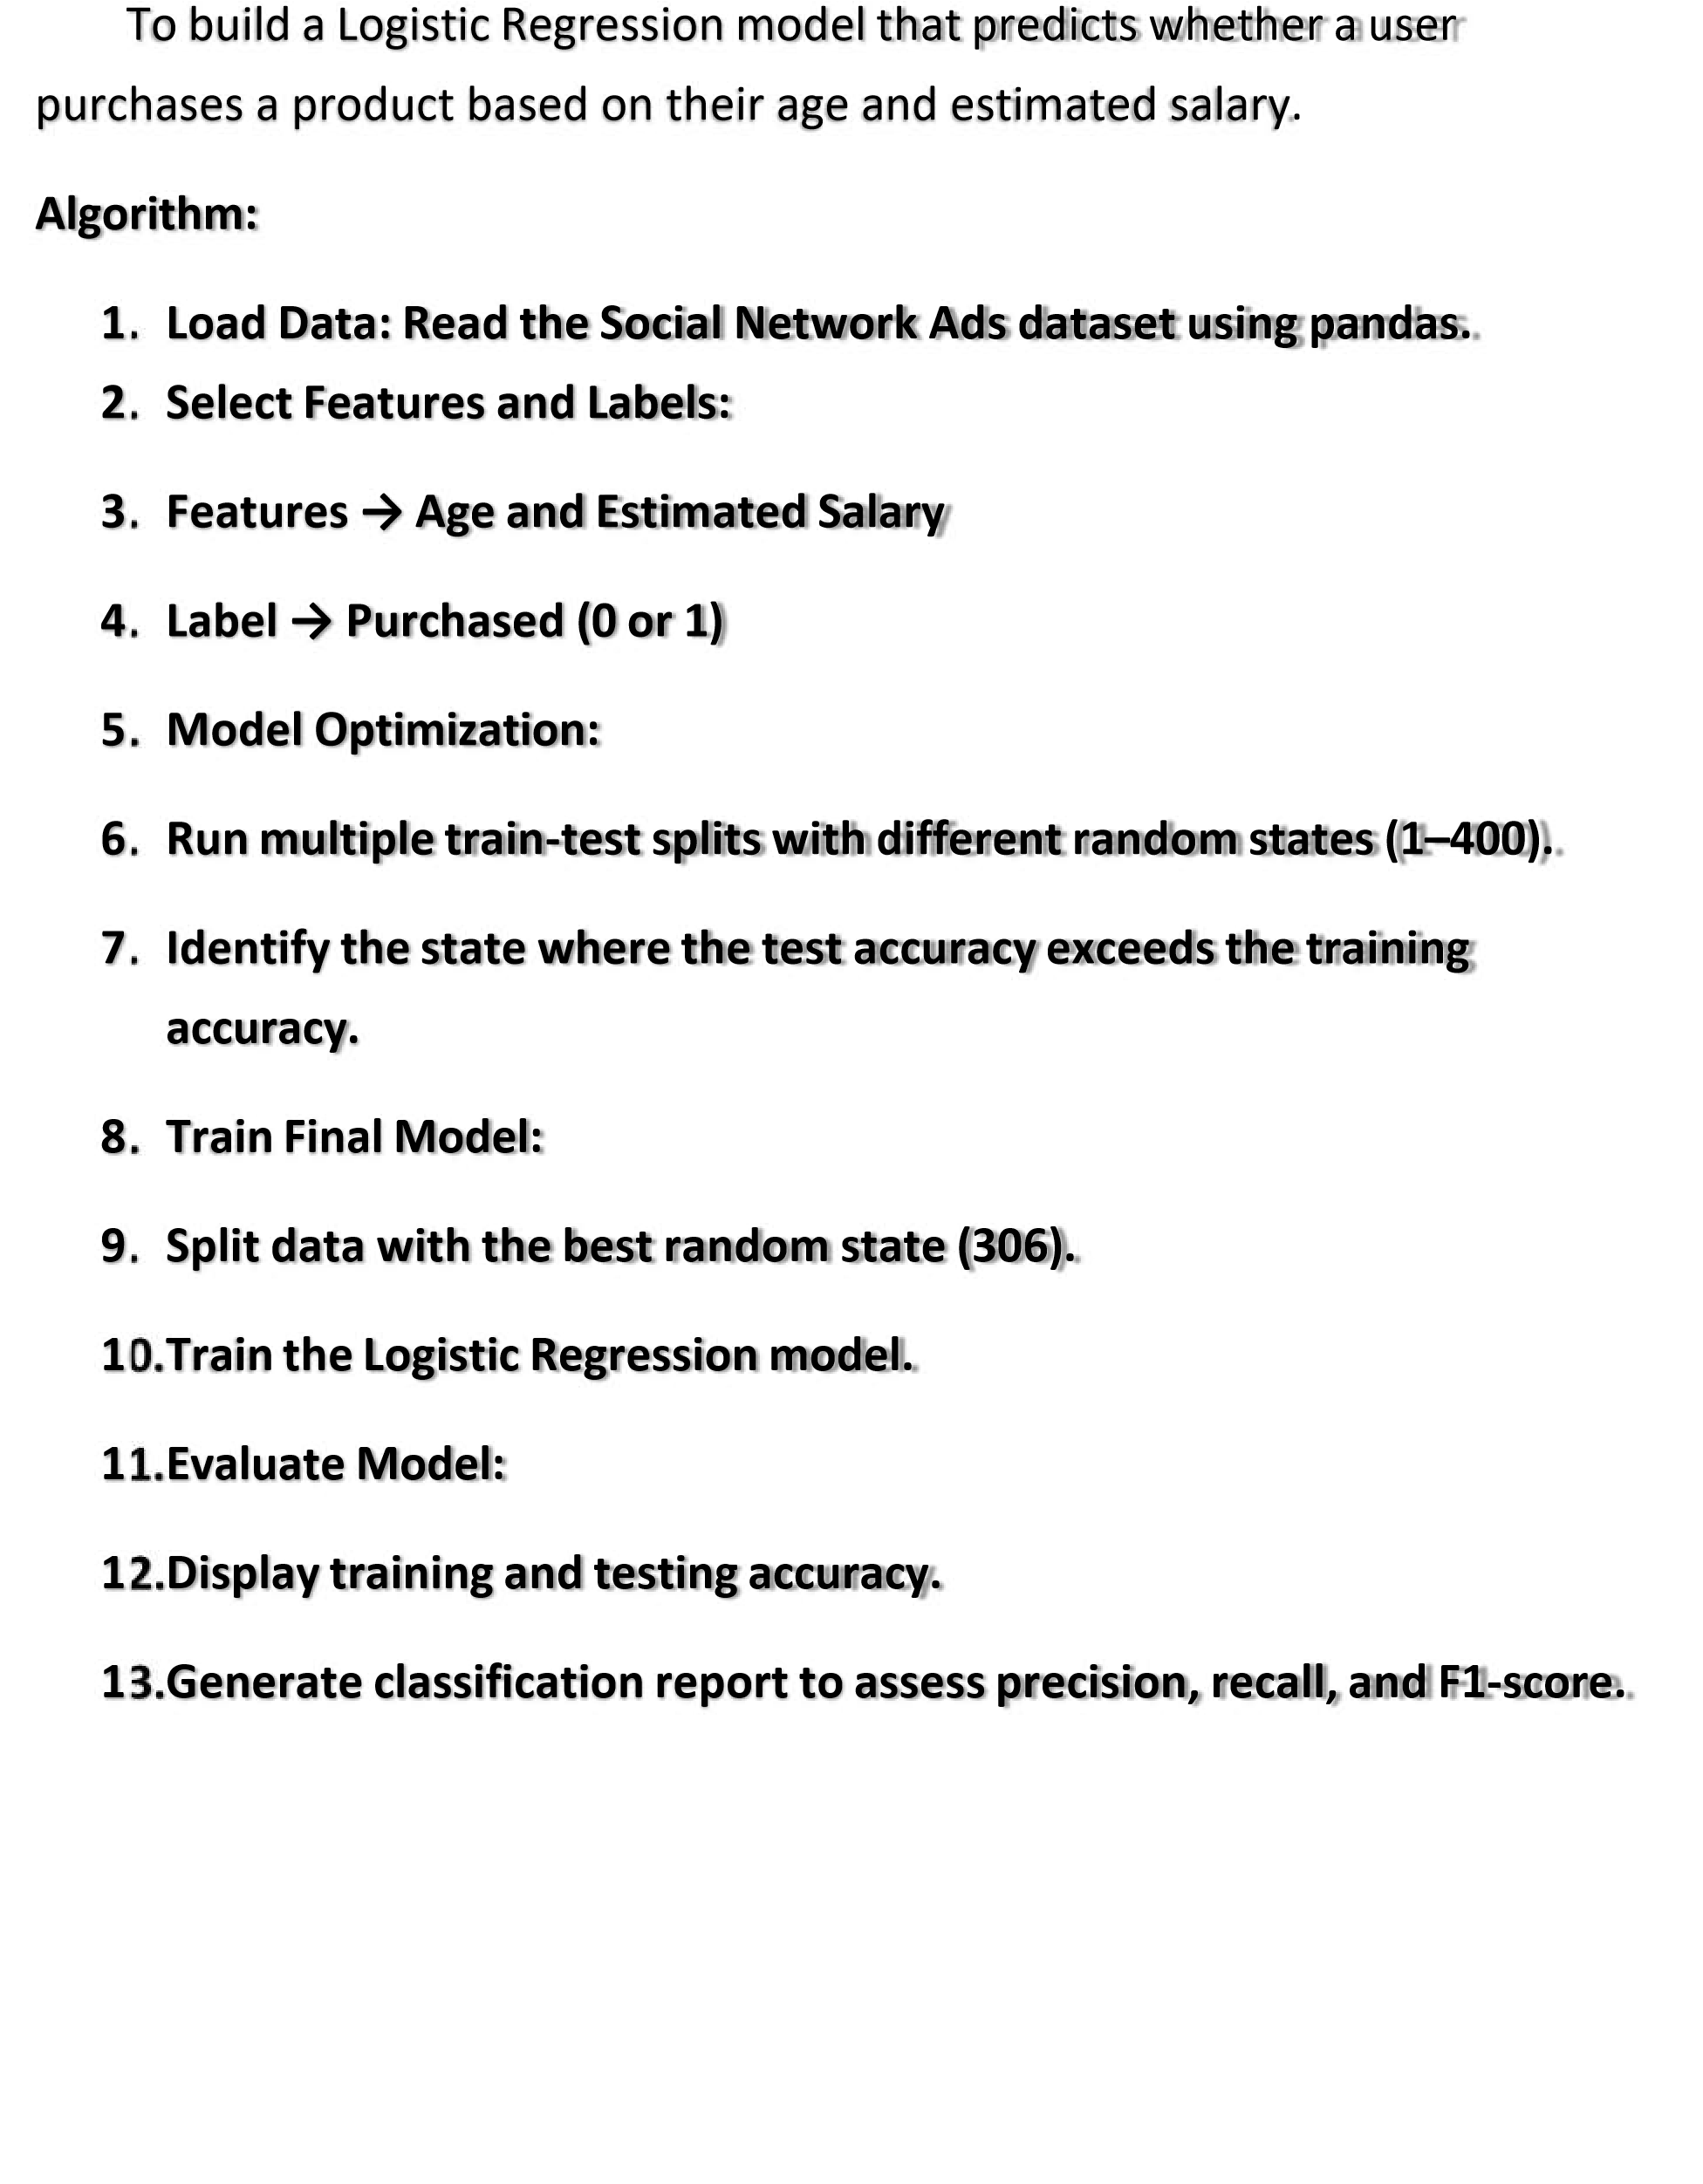 To build a Logistic Regression model that predicts whether a user
purchases a product based on their age and estimated salary.
Algorithm:
1. Load Data: Read the Social Network Ads dataset using pandas.
2. Select Features and Labels:
3. Features → Age and Estimated Salary
4. Label → Purchased (0 or 1)
5. Model Optimization:
6. Run multiple train-test splits with different random states (1–400).
7. Identify the state where the test accuracy exceeds the training
accuracy.
8. Train Final Model:
9. Split data with the best random state (306).
10.Train the Logistic Regression model.
11.Evaluate Model:
12.Display training and testing accuracy.
13.Generate classification report to assess precision, recall, and F1-score.